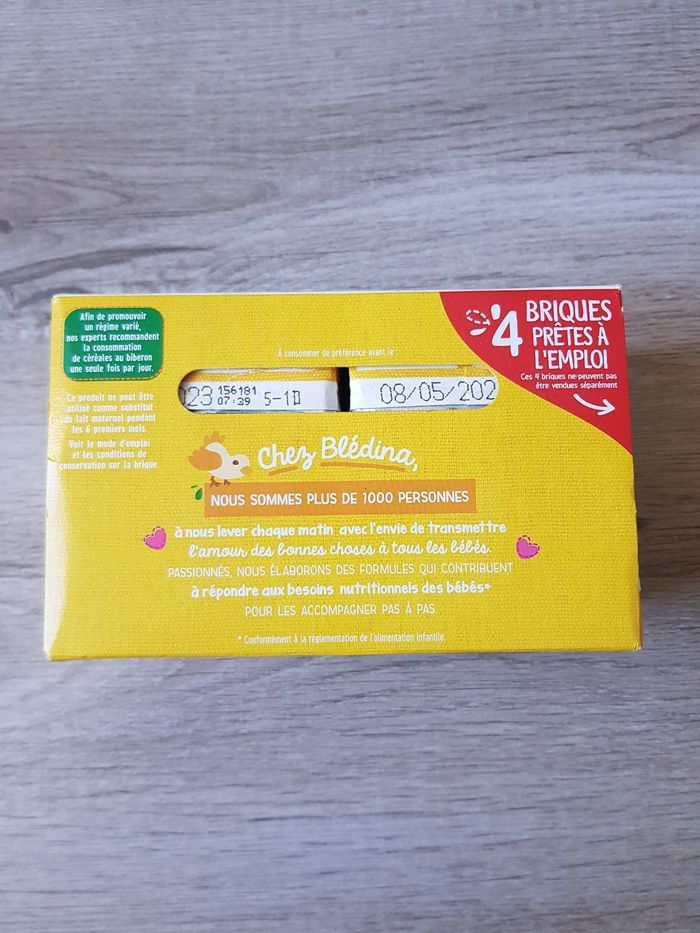 Afin de promouvoir
un régime varié,
nos experts recommandent
la consommation
de céréales au biberon
une seule fois par jour.
Ce produit ne peut être
utilisé comme substitut
du lait maternel pendant
les 6 premiers mois.
Voir le mode d'emploi
et les conditions de
conservation sur la brique.
À consommer de préférence avant le :
23 156181
07:39 5-1D
08/05/202
4 BRIQUES
PRÊTES À
L'EMPLOI
Ces 4 briques ne peuvent pas
être vendues séparément
Chez Blédina,
NOUS SOMMES PLUS DE 1000 PERSONNES
à nous lever chaque matin avec l'envie de transmettre
l'amour des bonnes choses à tous les bébés.
PASSIONNÉS, NOUS ÉLABORONS DES FORMULES QUI CONTRIBUENT
à répondre aux besoins nutritionnels des bébés*
POUR LES ACCOMPAGNER PAS À PAS
* Conformément à la réglementation de l'alimentation infantile.